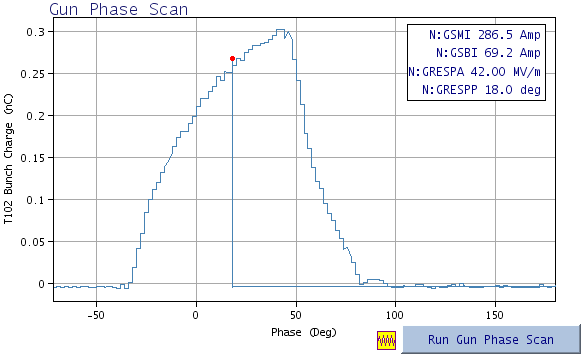 Gun Phase Scan
N:GSMI 286.5 Amp
N:GSBI 69.2 Amp
N:GRESPA 42.00 MV/m
N:GRESPP 18.0 deg
T102 Bunch Charge (nC)
0.3
0.25
0.2
0.15
0.1
0.05
0
-50
0
50
100
150
Phase (Deg)
Run Gun Phase Scan